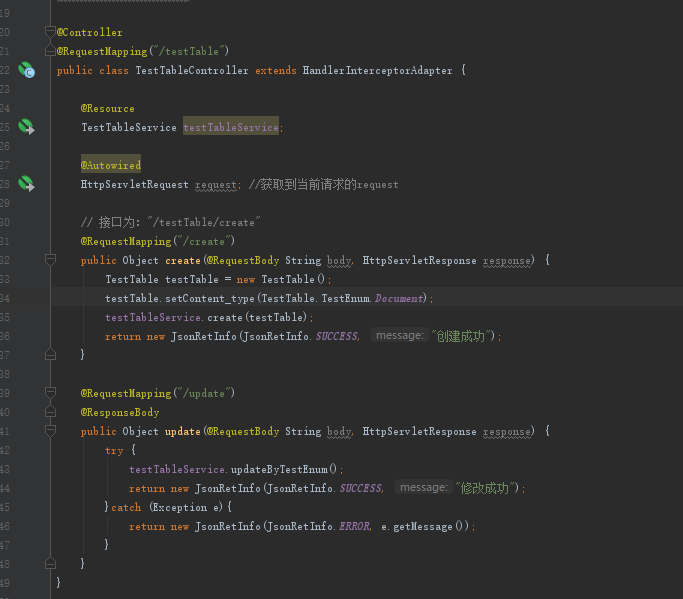 19
20 @Controller
21 @RequestMapping("/testTable")
22 public class TestTableController extends HandlerInterceptorAdapter {
23
24 @Resource
25 TestTableService testTableService;
26
27 @Autowired
28 HttpServletRequest request; //获取到当前请求的request
29
30 // 接口为: "/testTable/create"
31 @RequestMapping("/create")
32 public Object create(@RequestBody String body, HttpServletResponse response) {
33 TestTable testTable = new TestTable();
34 testTable.setContent_type(TestTable.TestEnum.Document);
35 testTableService.create(testTable);
36 return new JsonRetInfo(JsonRetInfo.SUCCESS, message: "创建成功");
37 }
38
39 @RequestMapping("/update")
40 @ResponseBody
41 public Object update(@RequestBody String body, HttpServletResponse response) {
42 try {
43 testTableService.updateByTestEnum();
44 return new JsonRetInfo(JsonRetInfo.SUCCESS, message: "修改成功");
45 }catch (Exception e){
46 return new JsonRetInfo(JsonRetInfo.ERROR, e.getMessage());
47 }
48 }
49 }